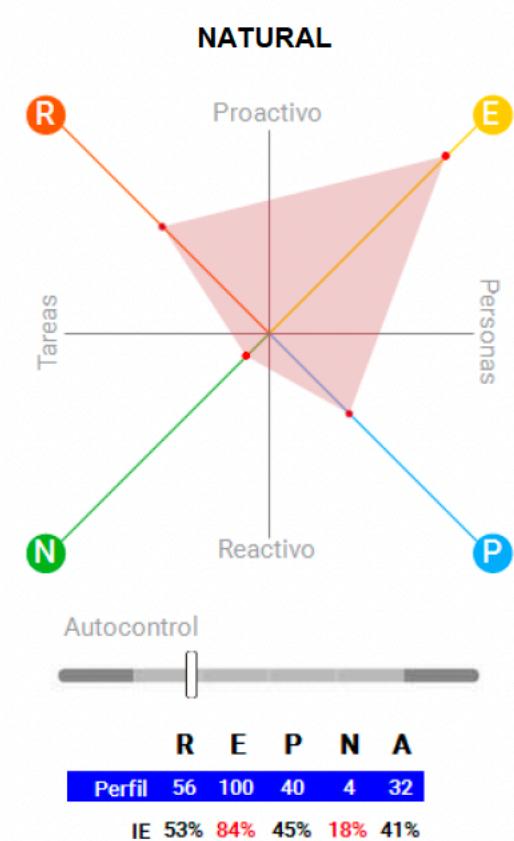 NATURAL
R
Proactivo
E
Tareas
Personas
N
Reactivo
P
Autocontrol
R E P N A
Perfil 56 100 40 4 32
IE 53% 84% 45% 18% 41%